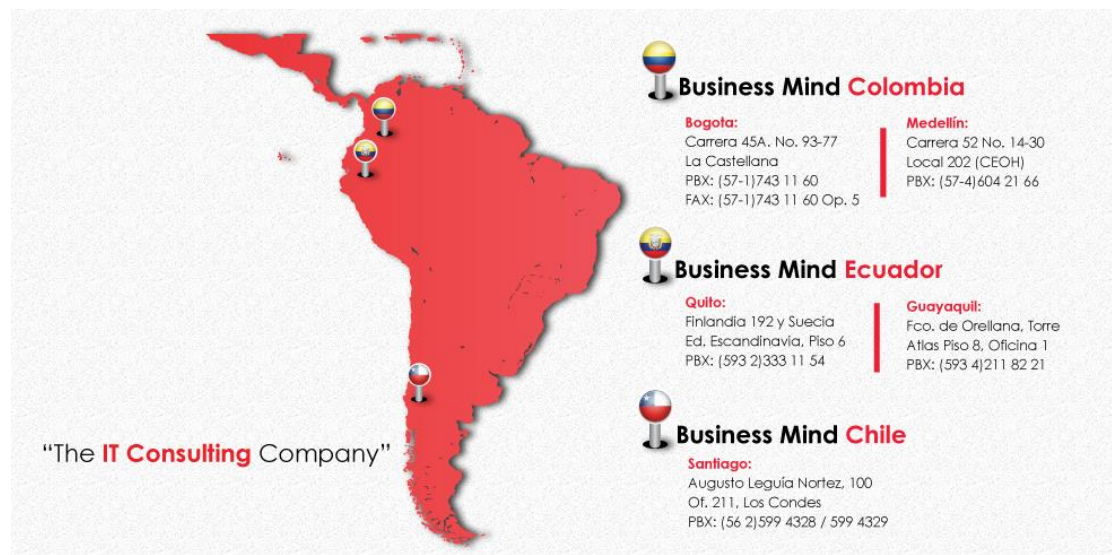 Business Mind Colombia
Bogota:
Carrera 45A. No. 93-77
La Castellana
PBX: (57-1)743 11 60
FAX: (57-1)743 11 60 Op. 5
Medellín:
Carrera 52 No. 14-30
Local 202 (CEOH)
PBX: (57-4)604 21 66
Business Mind Ecuador
Quito:
Finlandia 192 y Suecia
Ed. Escandinavia, Piso 6
PBX: (593 2)333 11 54
Guayaquil:
Fco. de Orellana, Torre
Atlas Piso 8, Oficina 1
PBX: (593 4)211 82 21
Business Mind Chile
Santiago:
Augusto Leguía Nortez, 100
Of. 211, Los Condes
PBX: (56 2)599 4328 / 599 4329
“The IT Consulting Company”